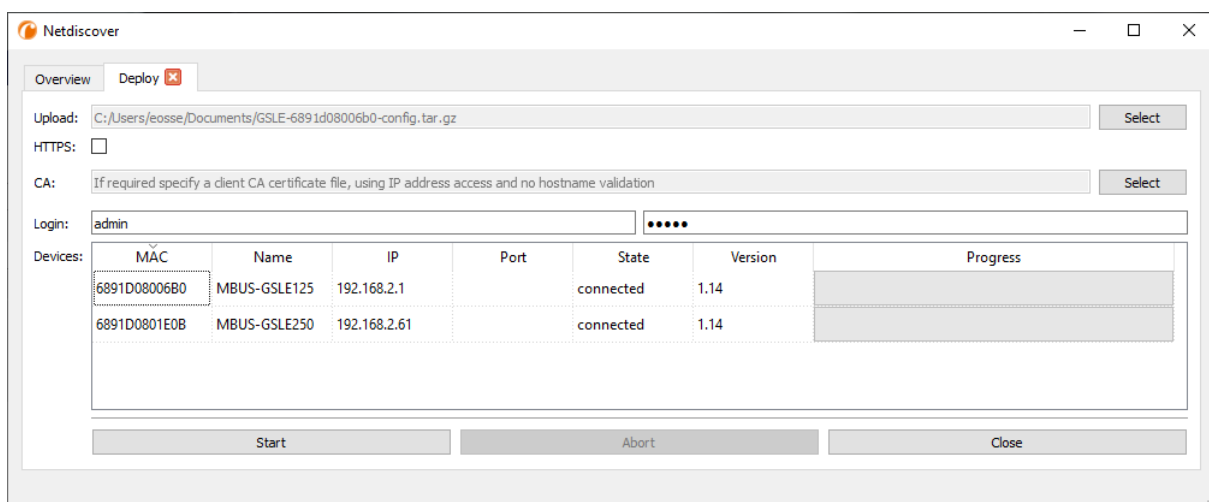 Netdiscover
Overview Deploy
Upload: C:/Users/eosse/Documents/GSLE-6891d08006b0-config.tar.gz Select
HTTPS:
CA: If required specify a client CA certificate file, using IP address access and no hostname validation Select
Login: admin •••••
Devices: MAC Name IP Port State Version Progress
6891D08006B0 MBUS-GSLE125 192.168.2.1 connected 1.14
6891D0801E0B MBUS-GSLE250 192.168.2.61 connected 1.14
Start Abort Close